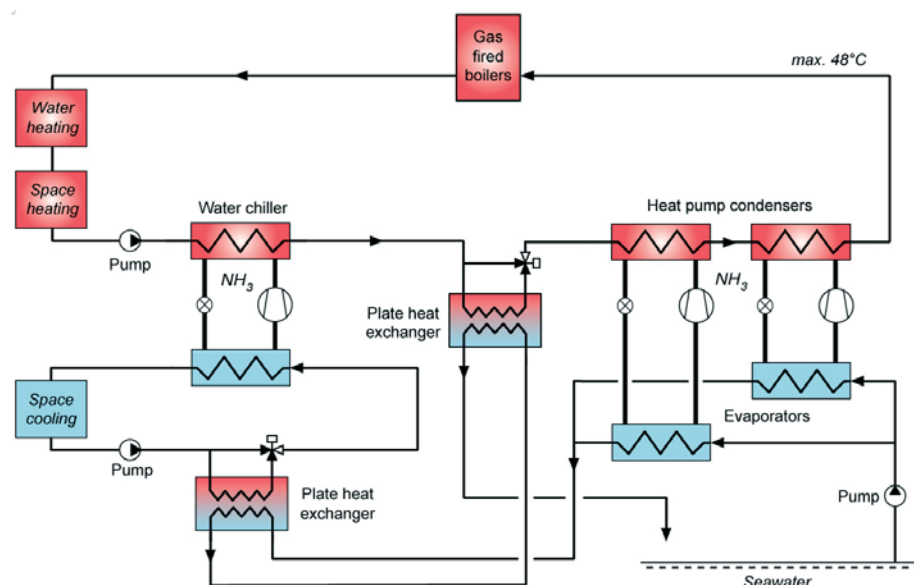 Gas
fired
boilers
max. 48°C
Water
heating
Space
heating
Water chiller
Heat pump condensers
Pump
NH3
NH3
Plate heat
exchanger
Space
cooling
Evaporators
Pump
Plate heat
exchanger
Pump
Seawater